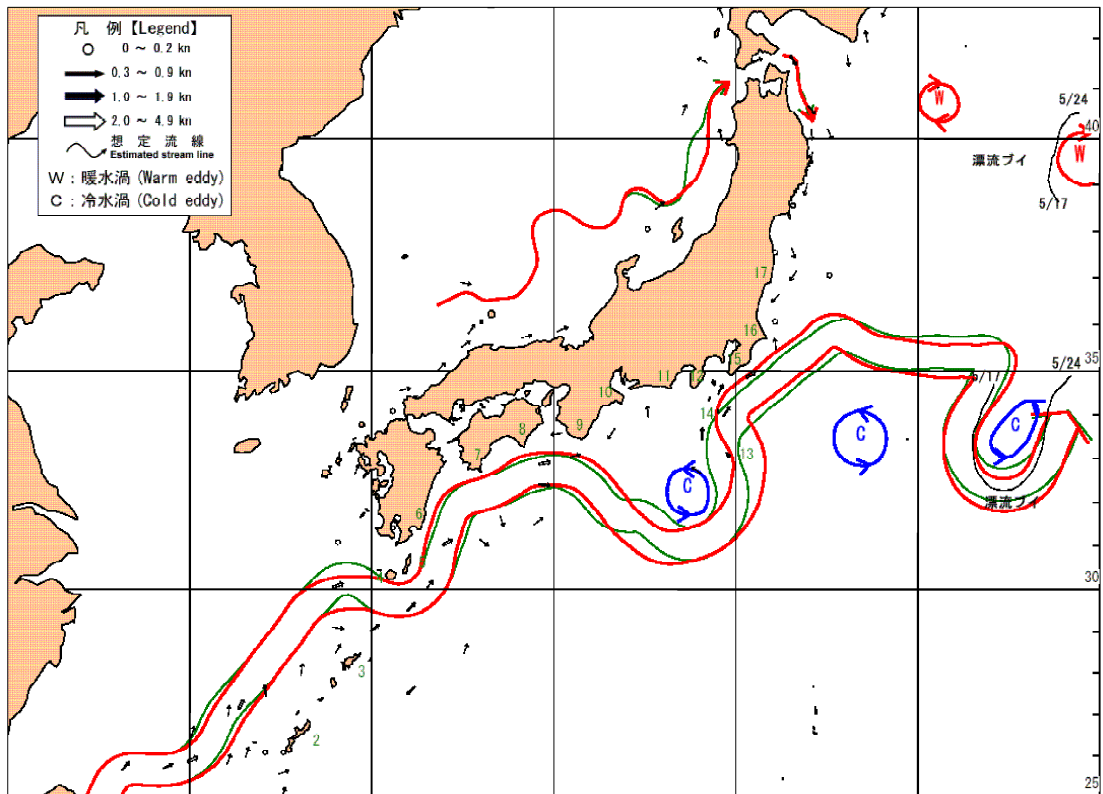 凡 例【Legend】
0 ～ 0.2 kn
0.3 ～ 0.9 kn
1.0 ～ 1.9 kn
2.0 ～ 4.9 kn
想 定 流 線
Estimated stream line
W : 暖水渦 (Warm eddy)
C : 冷水渦 (Cold eddy)
W
5/24
40
漂流ブイ
W
5/17
17
16
35
5/24
15
12
11
10
5/17
14
9
8
7
13
C
C
C
漂流ブイ
6
30
3
2
25